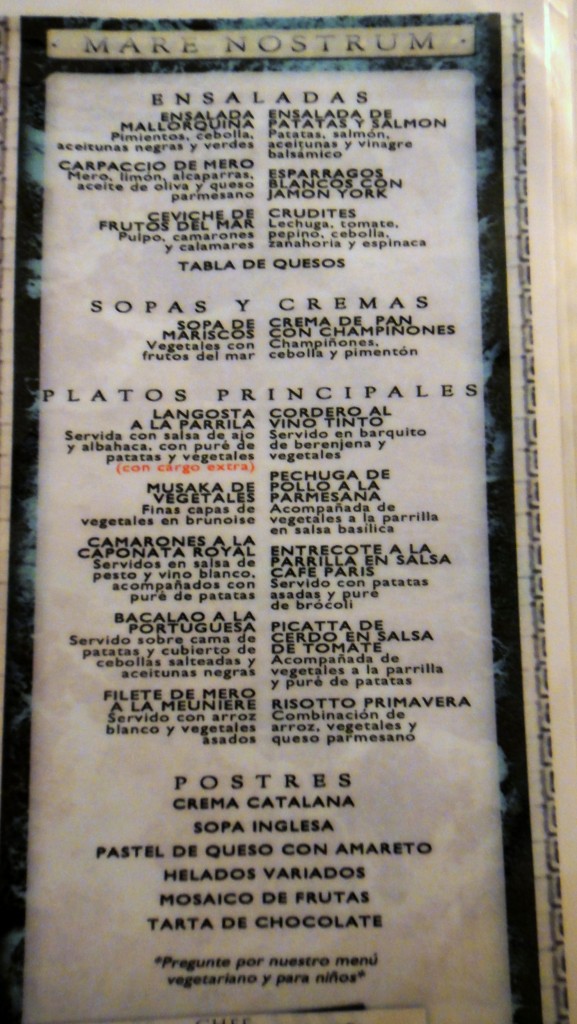 MARE NOSTRUM
ENSALADAS
ENSALADA
MALLORQUINA
Pimientos, cebolla,
aceitunas negras y verdes
CARPACCIO DE MERO
Mero, limón, alcaparras,
aceite de oliva y queso
parmesano
CEVICHE DE
FRUTOS DEL MAR
Pulpo, camarones
y calamares
ENSALADA DE
PATATAS Y SALMON
Patatas, salmón,
aceitunas y vinagre
balsámico
ESPARRAGOS
BLANCOS CON
JAMON YORK
CRUDITES
Lechuga, tomate,
pepino, cebolla,
zanahoria y espinaca
TABLA DE QUESOS
SOPAS Y CREMAS
SOPA DE
MARISCOS
Vegetales con
frutos del mar
CREMA DE PAN
CON CHAMPIÑONES
Champiñones,
cebolla y pimentón
PLATOS PRINCIPALES
LANGOSTA
A LA PARRILA
Servida con salsa de ajo
y albahaca, con puré de
patatas y vegetales
(con cargo extra)
MUSAKA DE
VEGETALES
Finas capas de
vegetales en brunoise
CAMARONES A LA
CAPONATA ROYAL
Servidos en salsa de
pesto y vino blanco,
acompañados con
puré de patatas
BACALAO A LA
PORTUGUESA
Servido sobre cama de
patatas y cubierto de
cebollas salteadas y
aceitunas negras
FILETE DE MERO
A LA MEUNIERE
Servido con arroz
blanco y vegetales
asados
CORDERO AL
VINO TINTO
Servido en barquito
de berenjena y
vegetales
PECHUGA DE
POLLO A LA
PARMESANA
Acompañada de
vegetales a la parrilla
en salsa basilica
ENTRECOTE A LA
PARRILLA EN SALSA
CAFE PARIS
Servido con patatas
asadas y puré
de brócoli
PICATTA DE
CERDO EN SALSA
DE TOMATE
Acompañada de
vegetales a la parrilla
y puré de patatas
RISOTTO PRIMAVERA
Combinación de
arroz, vegetales y
queso parmesano
POSTRES
CREMA CATALANA
SOPA INGLESA
PASTEL DE QUESO CON AMARETO
HELADOS VARIADOS
MOSAICO DE FRUTAS
TARTA DE CHOCOLATE
*Pregunte por nuestro menú
vegetariano y para niños*
CHEF